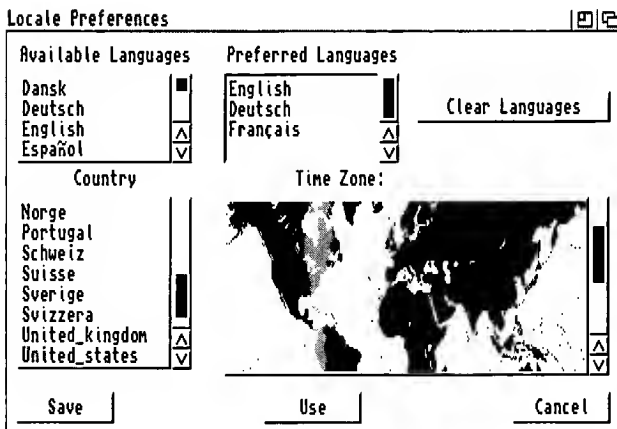 Locale Preferences
Available Languages
Dansk
Deutsch
English
Español
Preferred Languages
English
Deutsch
Français
Clear Languages
Country
Norge
Portugal
Schweiz
Suisse
Sverige
Svizzera
United_kingdom
United_states
Time Zone:
Save
Use
Cancel